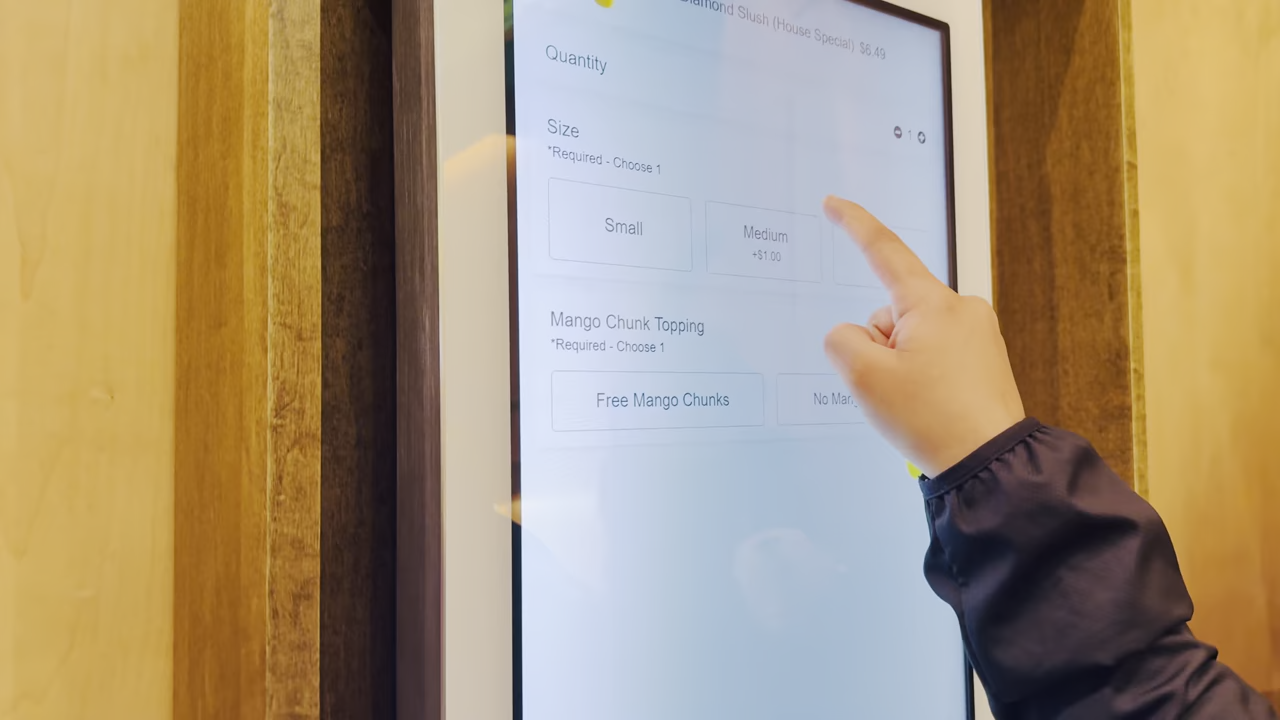 Diamond Slush (House Special) $6.49
Quantity
1
Size
*Required - Choose 1
Small
Medium
+$1.00
Mango Chunk Topping
*Required - Choose 1
Free Mango Chunks
No